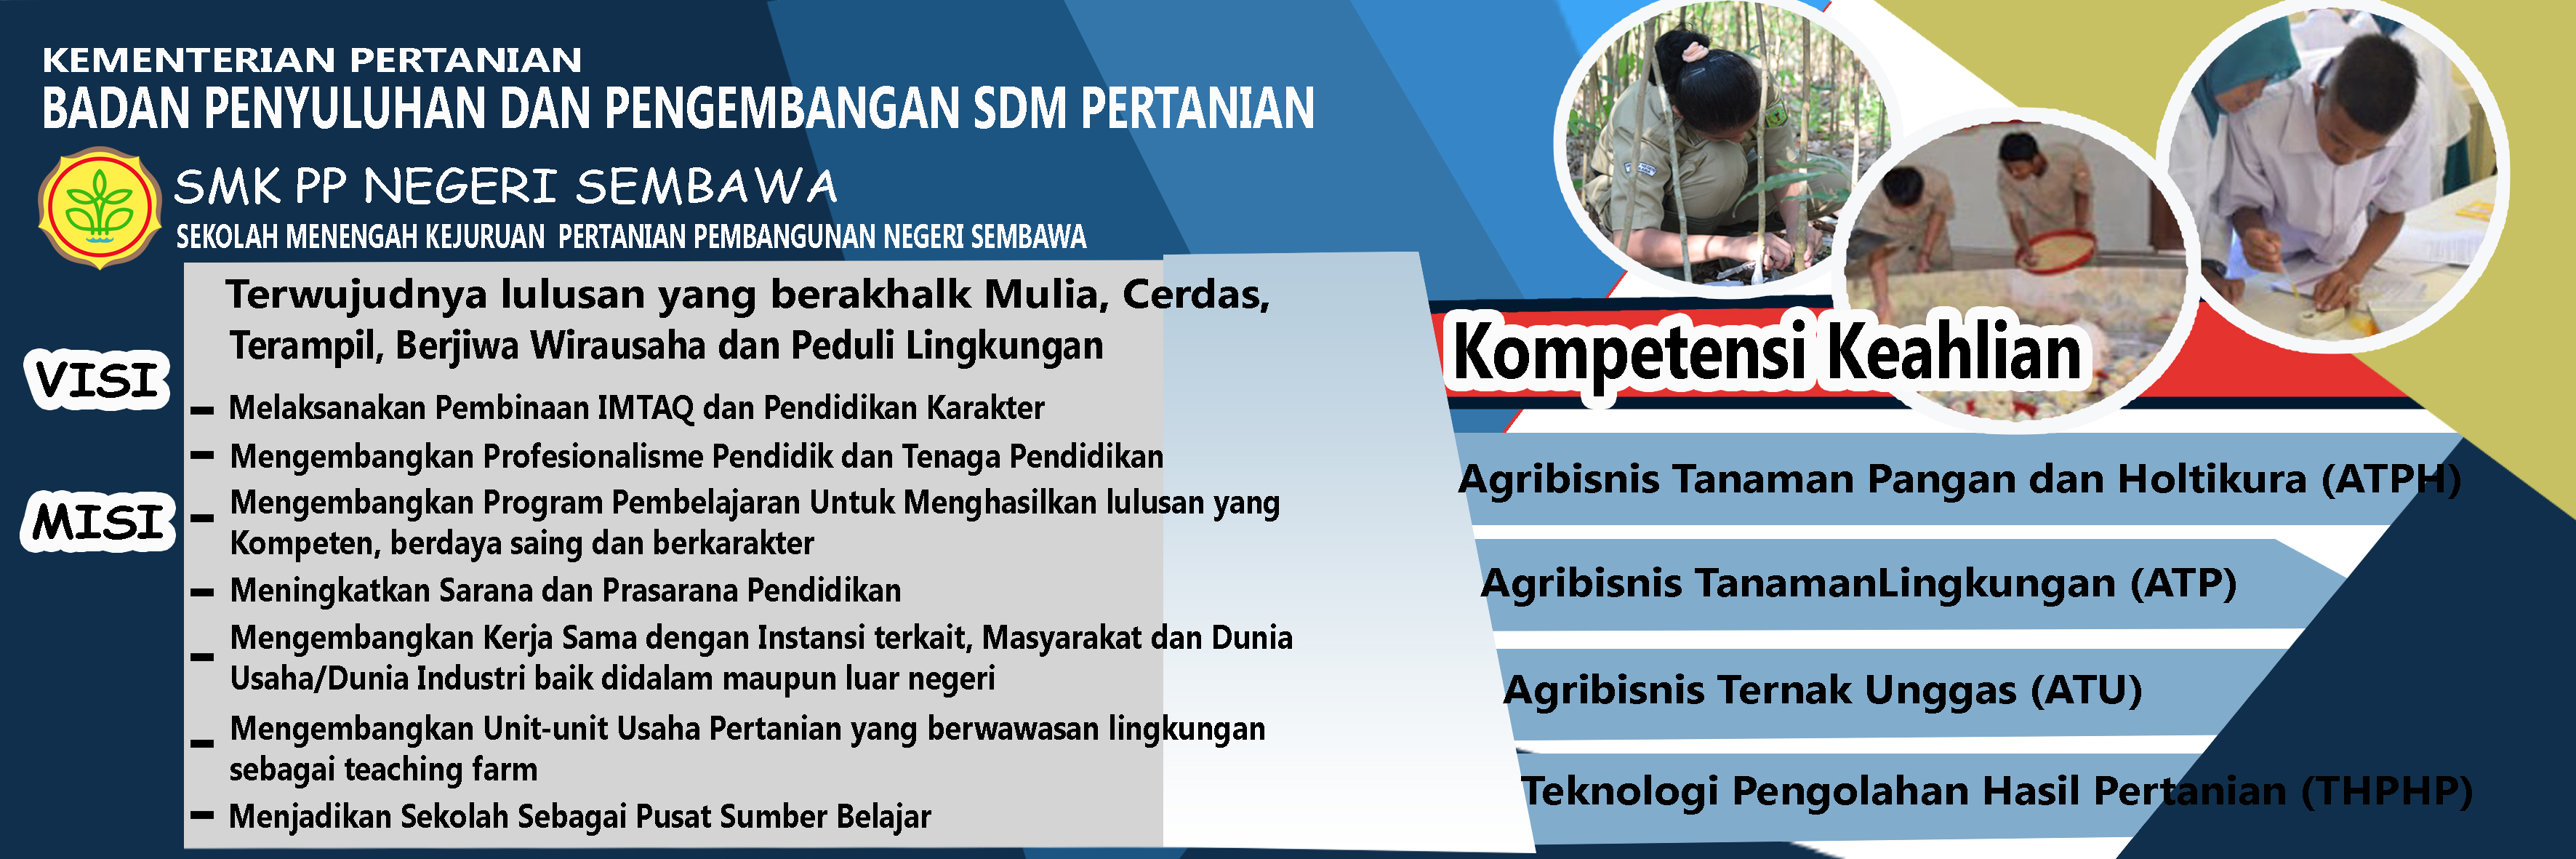 KEMENTERIAN PERTANIAN
BADAN PENYULUHAN DAN PENGEMBANGAN SDM PERTANIAN
SMK PP NEGERI SEMBAWA
SEKOLAH MENENGAH KEJURUAN PERTANIAN PEMBANGUNAN NEGERI SEMBAWA
VISI
Terwujudnya lulusan yang berakhalk Mulia, Cerdas,
Terampil, Berjiwa Wirausaha dan Peduli Lingkungan
MISI
- Melaksanakan Pembinaan IMTAQ dan Pendidikan Karakter
- Mengembangkan Profesionalisme Pendidik dan Tenaga Pendidikan
- Mengembangkan Program Pembelajaran Untuk Menghasilkan lulusan yang
Kompeten, berdaya saing dan berkarakter
- Meningkatkan Sarana dan Prasarana Pendidikan
- Mengembangkan Kerja Sama dengan Instansi terkait, Masyarakat dan Dunia
Usaha/Dunia Industri baik didalam maupun luar negeri
- Mengembangkan Unit-unit Usaha Pertanian yang berwawasan lingkungan
sebagai teaching farm
- Menjadikan Sekolah Sebagai Pusat Sumber Belajar
Kompetensi Keahlian
Agribisnis Tanaman Pangan dan Holtikura (ATPH)
Agribisnis TanamanLingkungan (ATP)
Agribisnis Ternak Unggas (ATU)
Teknologi Pengolahan Hasil Pertanian (THPHP)